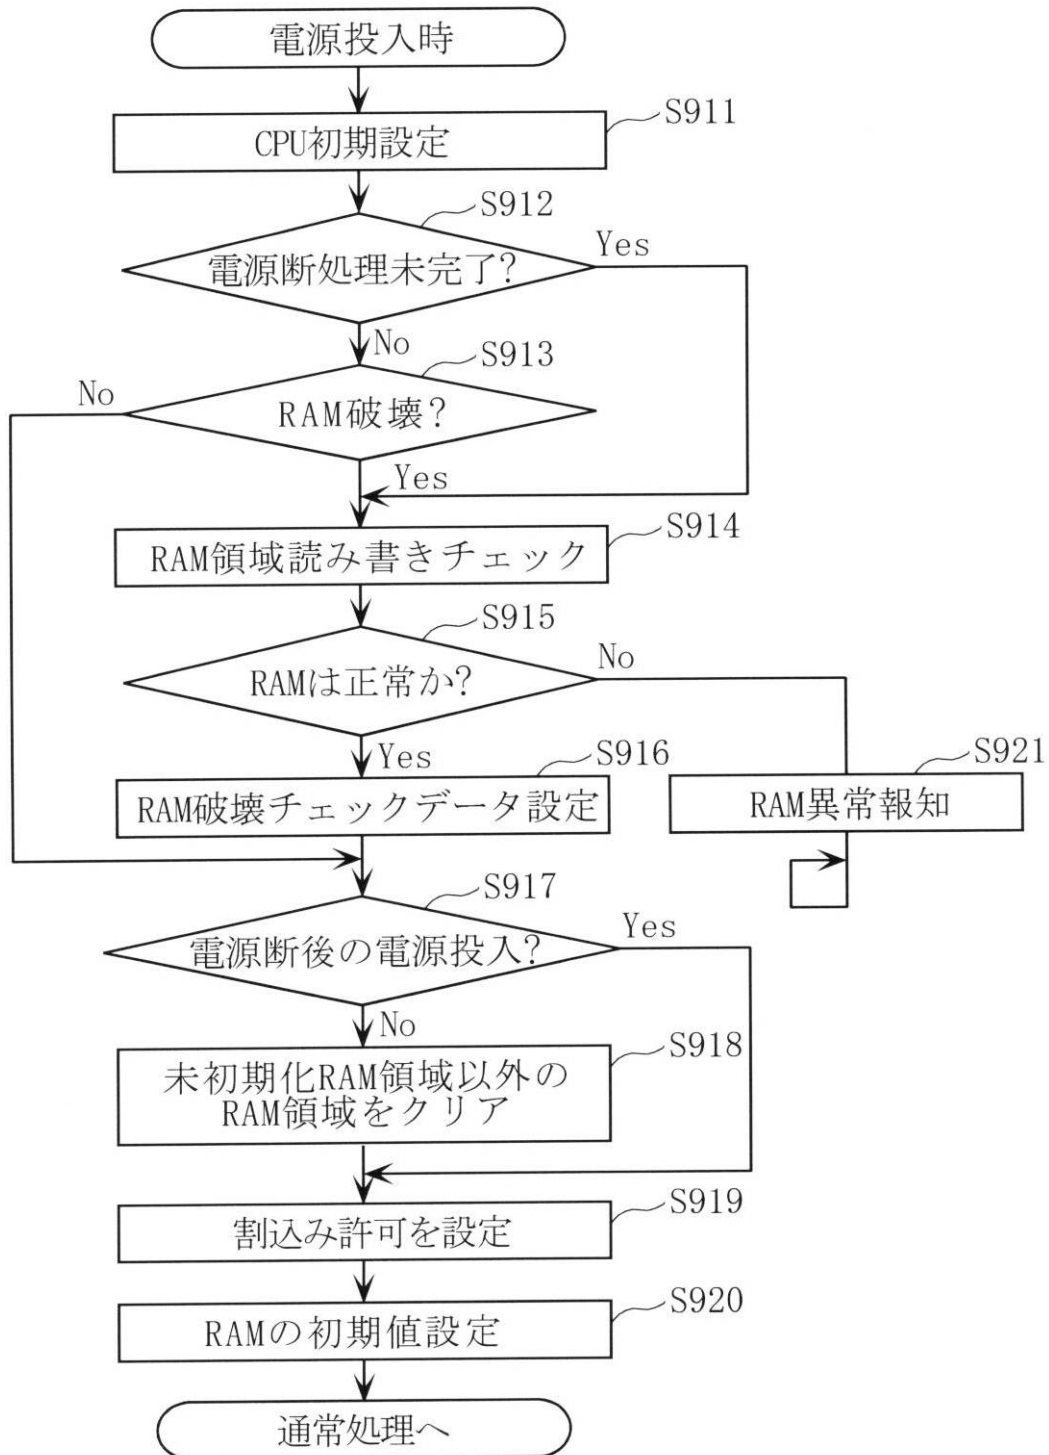 電源投入時
S911
CPU初期設定
S912
電源断処理未完了?
Yes
No
S913
No
RAM破壊?
Yes
S914
RAM領域読み書きチェック
S915
RAMは正常か?
No
Yes
S916
RAM破壊チェックデータ設定
S921
RAM異常報知
S917
電源断後の電源投入?
Yes
No
S918
未初期化RAM領域以外の
RAM領域をクリア
S919
割込み許可を設定
S920
RAMの初期値設定
通常処理へ